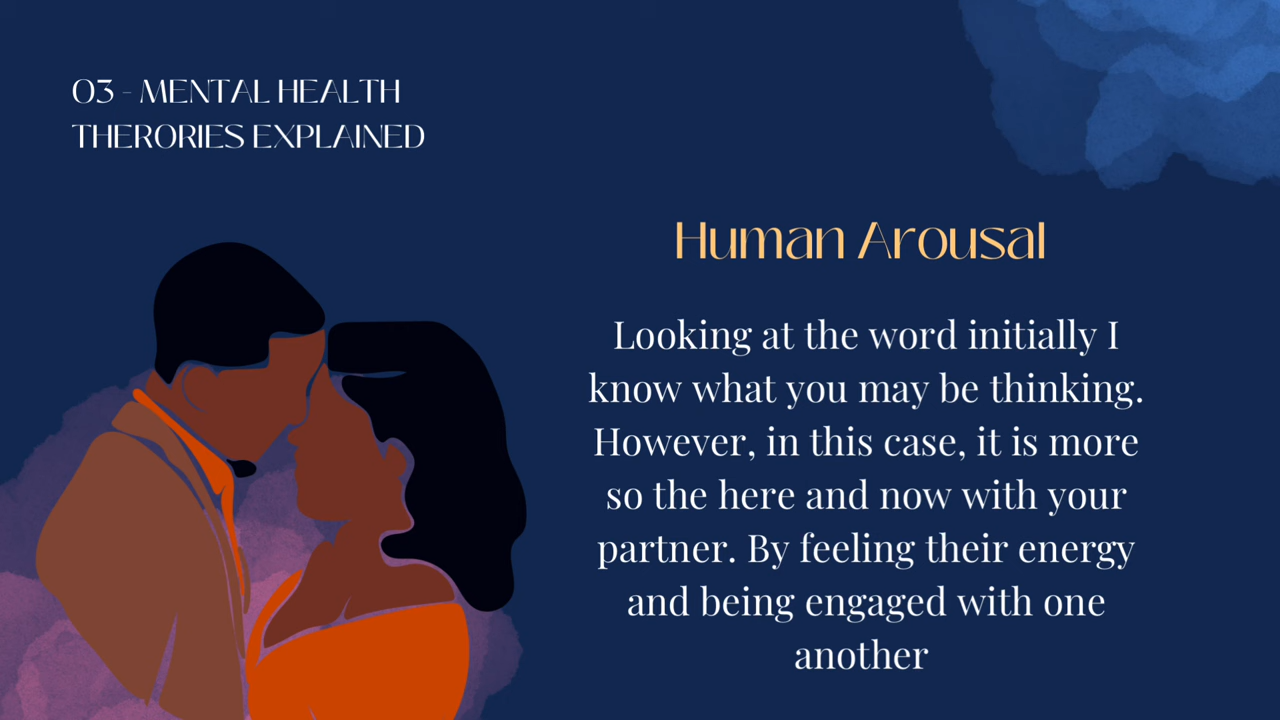 03 - MENTAL HEALTH
THERORIES EXPLAINED
Human Arousal
Looking at the word initially I
know what you may be thinking.
However, in this case, it is more
so the here and now with your
partner. By feeling their energy
and being engaged with one
another